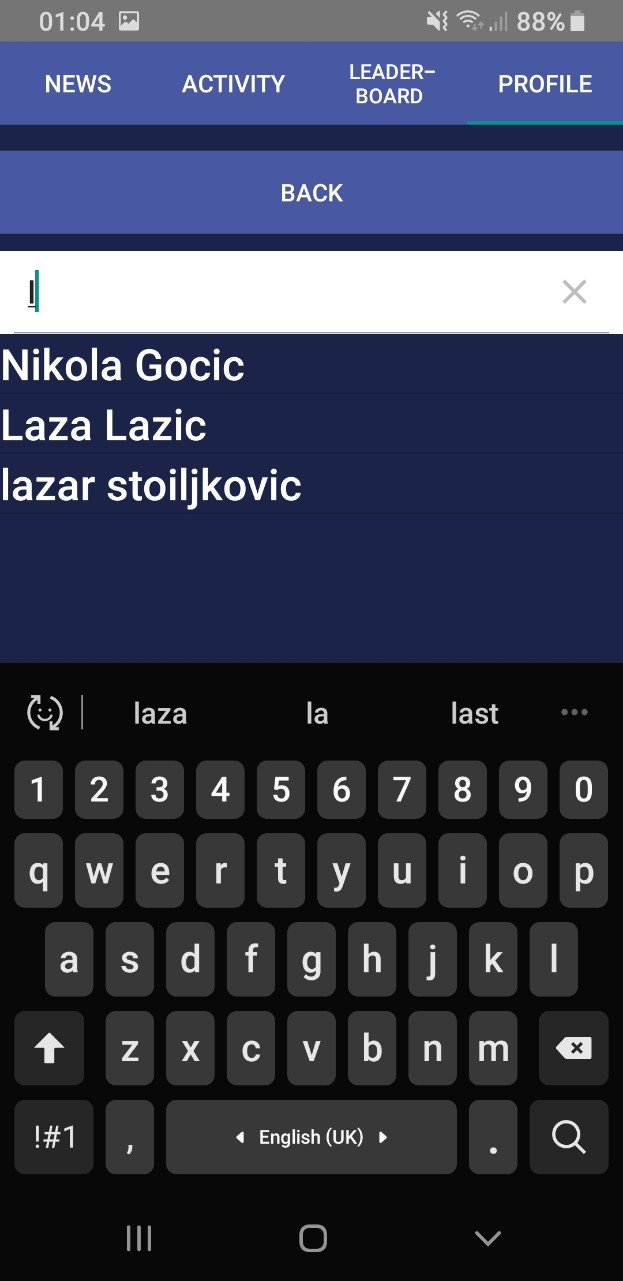 01:04 88%
NEWS ACTIVITY LEADER- PROFILE
BOARD
BACK
l
Nikola Gocic
Laza Lazic
lazar stoiljkovic
laza la last
1 2 3 4 5 6 7 8 9 0
q w e r t y u i o p
a s d f g h j k l
z x c v b n m
!#1 , English (UK) .